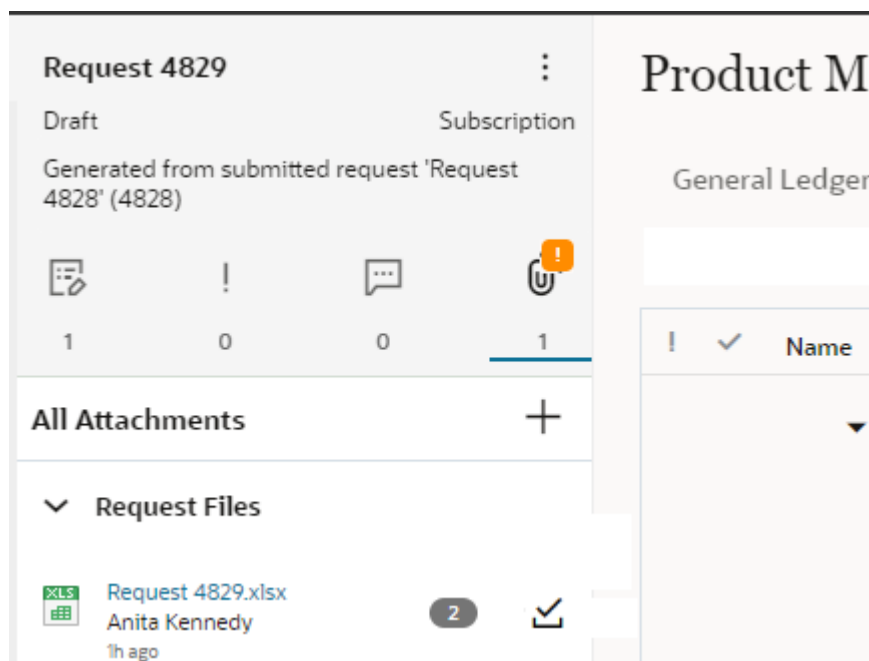 Request 4829
Draft
Subscription
Generated from submitted request 'Request
4828' (4828)
!
1
0
0
1
All Attachments
Request Files
XLS
Request 4829.xlsx
Anita Kennedy
1h ago
2
Product M
General Ledger
! Name